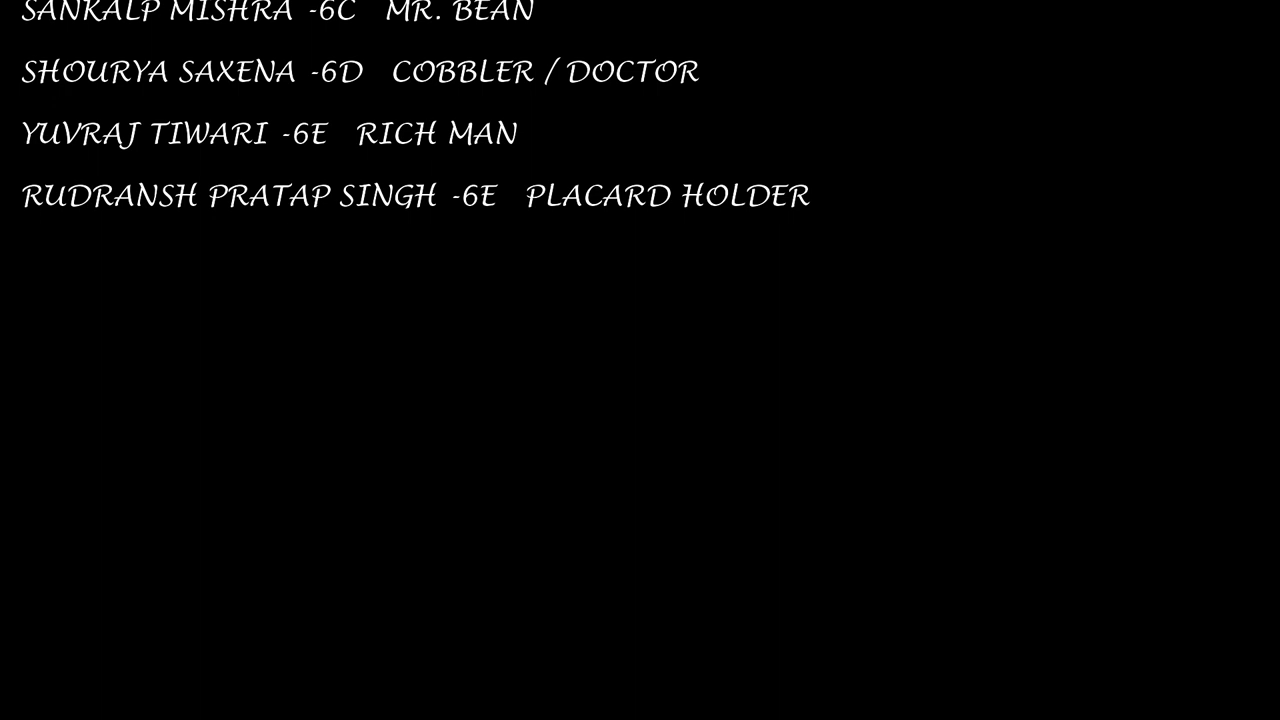 SANKALP MISHRA -6C MR. BEAN
SHOURYA SAXENA -6D COBBLER / DOCTOR
YUVRAJ TIWARI -6E RICH MAN
RUDRANSH PRATAP SINGH -6E PLACARD HOLDER